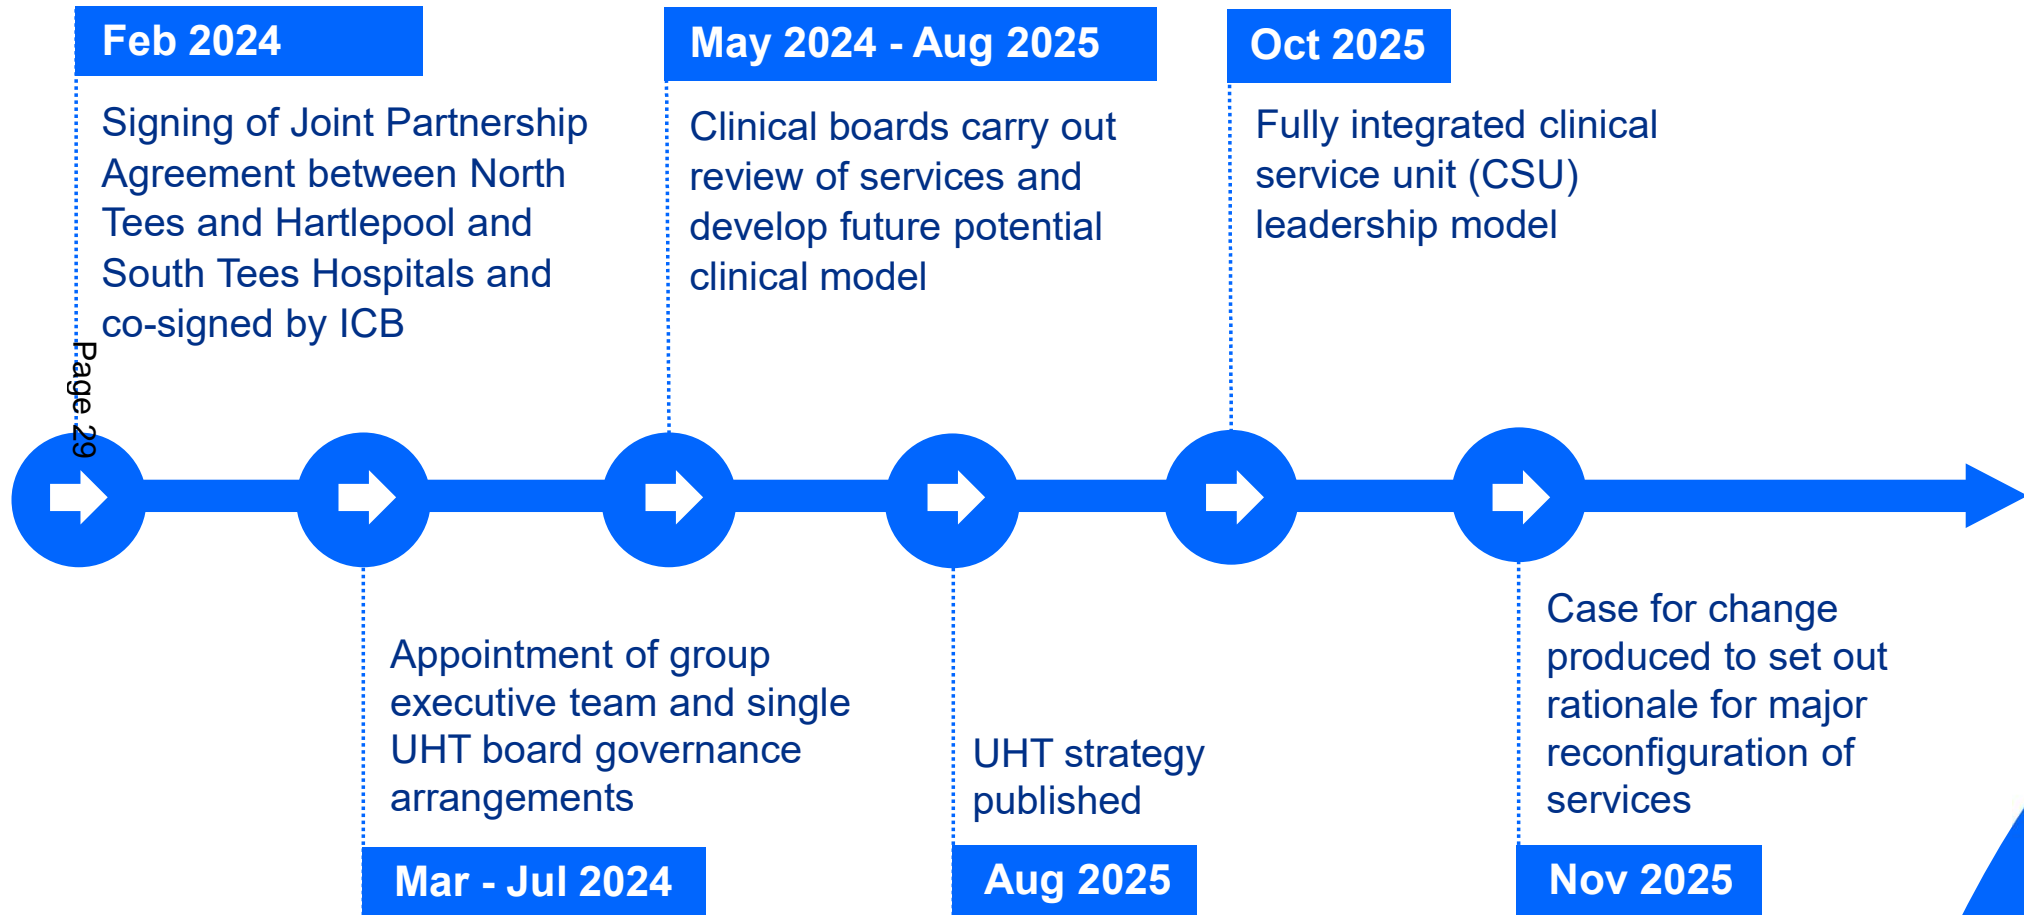 Feb 2024
Signing of Joint Partnership
Agreement between North
Tees and Hartlepool and
South Tees Hospitals and
co-signed by ICB
Page 29
Appointment of group
executive team and single
UHT board governance
arrangements
Mar - Jul 2024
May 2024 - Aug 2025
Clinical boards carry out
review of services and
develop future potential
clinical model
UHT strategy
published
Aug 2025
Oct 2025
Fully integrated clinical
service unit (CSU)
leadership model
Case for change
produced to set out
rationale for major
reconfiguration of
services
Nov 2025